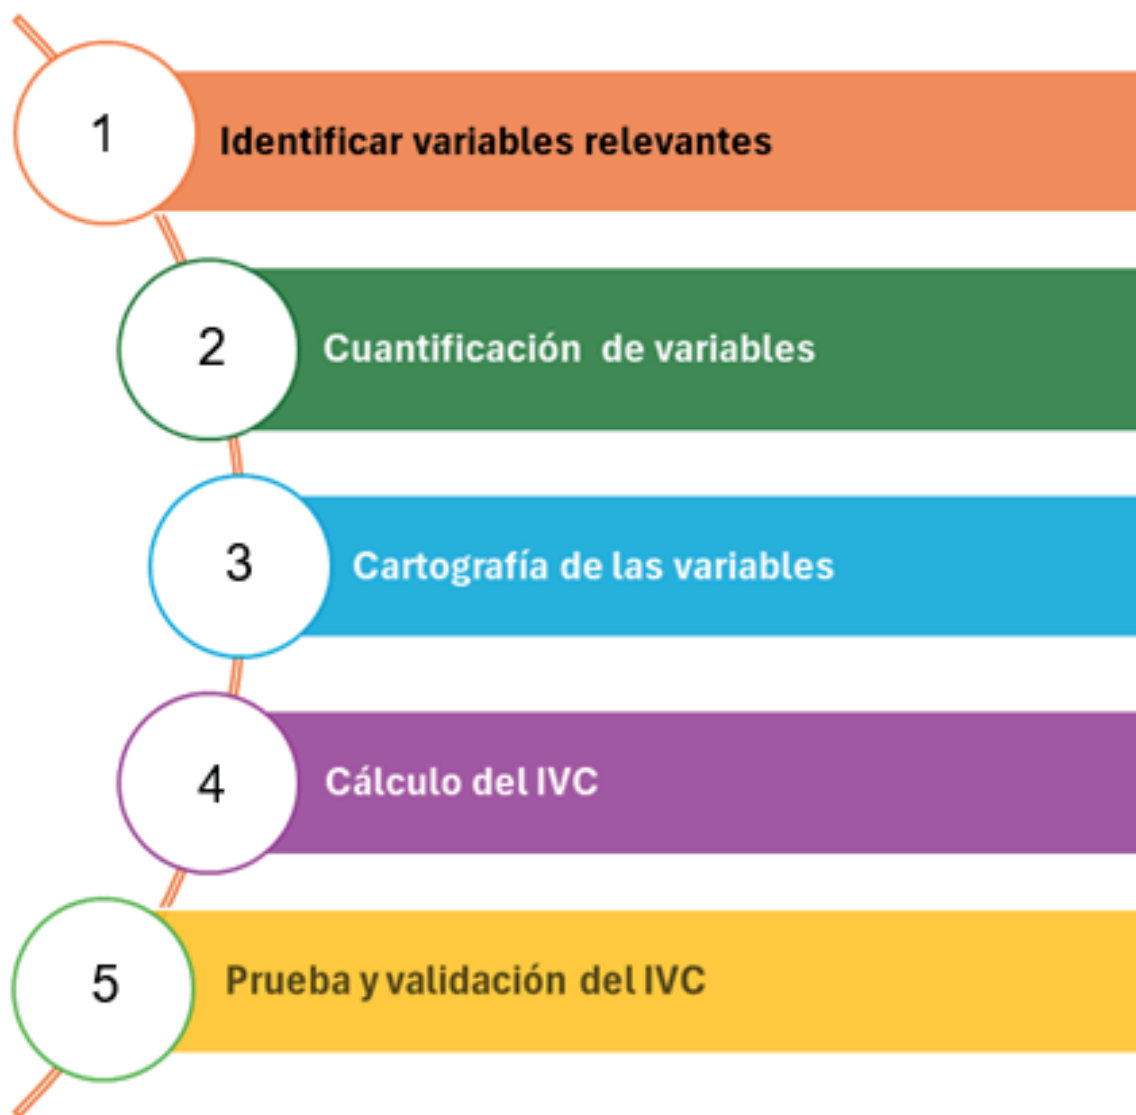 1
Identificar variables relevantes
2
Cuantificación de variables
3
Cartografía de las variables
4
Cálculo del IVC
5
Prueba y validación del IVC